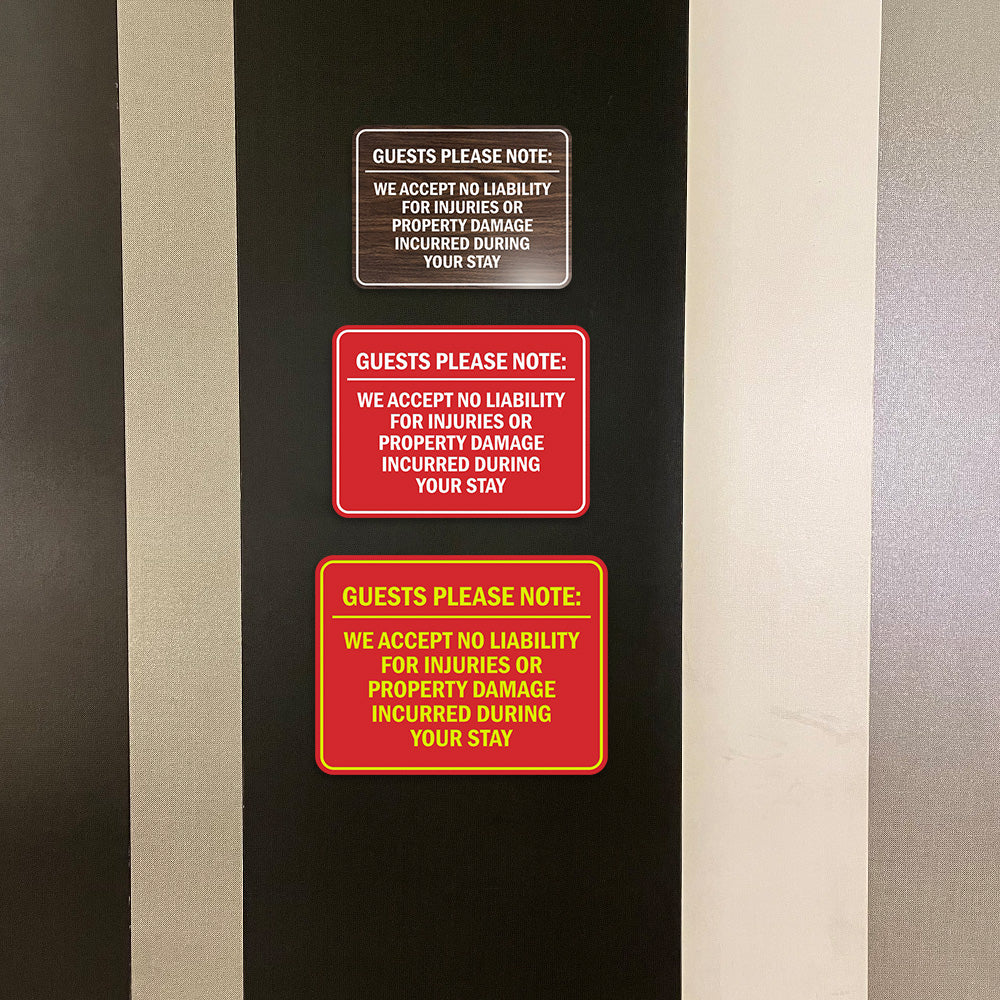 GUESTS PLEASE NOTE:
WE ACCEPT NO LIABILITY
FOR INJURIES OR
PROPERTY DAMAGE
INCURRED DURING
YOUR STAY
GUESTS PLEASE NOTE:
WE ACCEPT NO LIABILITY
FOR INJURIES OR
PROPERTY DAMAGE
INCURRED DURING
YOUR STAY
GUESTS PLEASE NOTE:
WE ACCEPT NO LIABILITY
FOR INJURIES OR
PROPERTY DAMAGE
INCURRED DURING
YOUR STAY